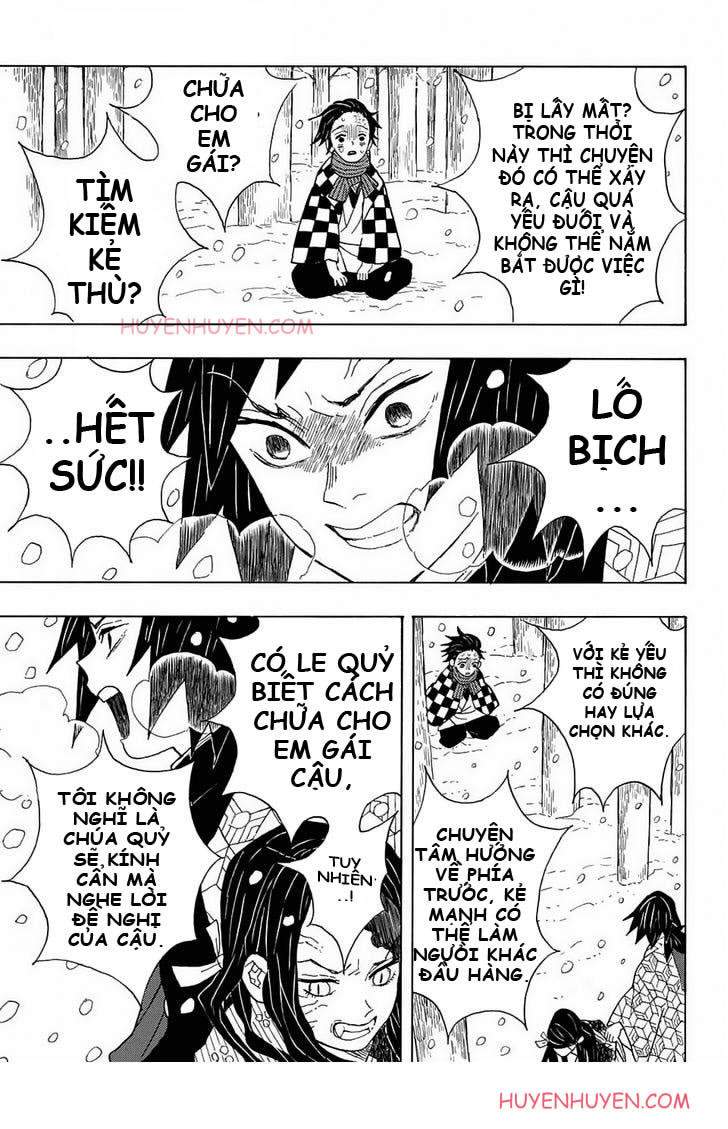 BỊ LẤY MẤT?
TRONG THỜI
NÀY THÌ CHUYỆN
ĐÓ CÓ THỂ XẢY
RA, CẬU QUÁ
YẾU ĐUỐI VÀ
KHÔNG THỂ NẮM
BẮT ĐƯỢC VIỆC
GÌ!
CHỮA
CHO
EM
GÁI?
TÌM
KIẾM
KẺ
THÙ?
HUYENHUYEN.COM
LỐ
BỊCH
...
..HẾT
SỨC!!
VỚI KẺ YẾU
THÌ KHÔNG
CÓ ĐÚNG
HAY LỰA
CHỌN KHÁC.
CHUYÊN
TÂM HƯỚNG
VỀ PHÍA
TRƯỚC, KẺ
MẠNH CÓ
THỂ LÀM
NGƯỜI KHÁC
ĐẦU HÀNG.
CÓ LE QUỶ
BIẾT CÁCH
CHỮA CHO
EM GÁI
CẬU,
TUY
NHIÊN
..!
TÔI KHÔNG
NGHĨ LÀ
CHÚA QUỶ
SẼ KÍNH
CẨN MÀ
NGHE LỜI
ĐỀ NGHỊ
CỦA CẬU.
HUYENHUYEN.COM